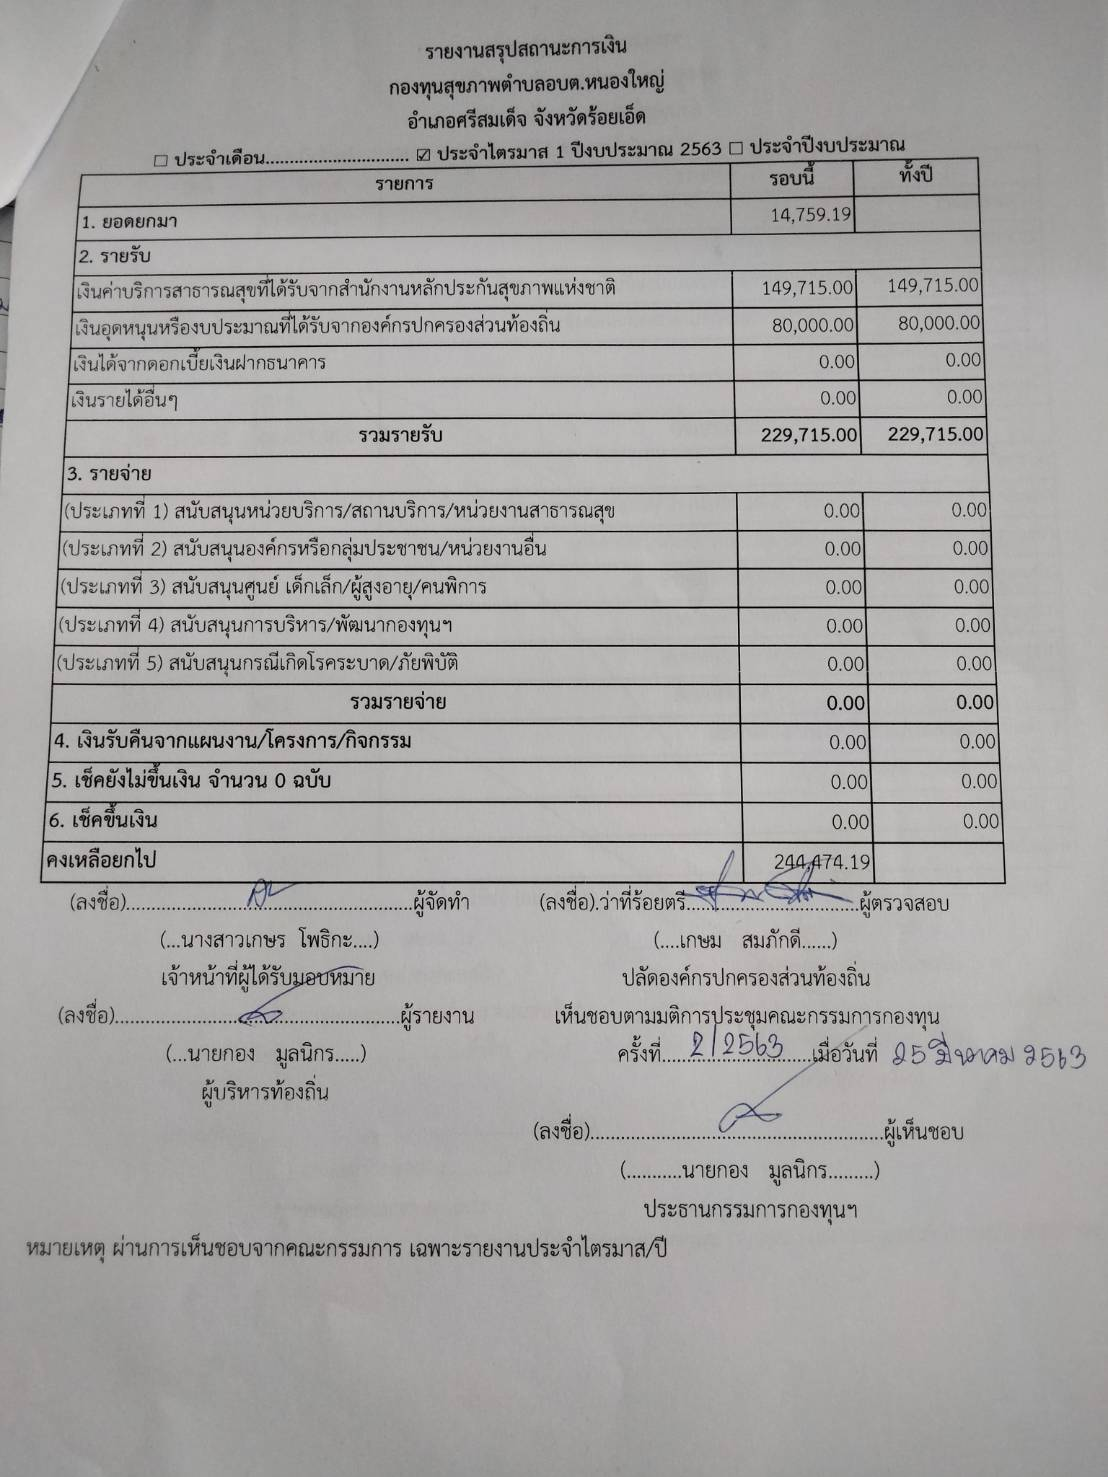 รายงานสรุปสถานะการเงิน
กองทุนสุขภาพตำบลอบต.หนองใหญ่
อำเภอศรีสมเด็จ จังหวัดร้อยเอ็ด
☐ ประจำเดือน.............................. ☑ ประจำไตรมาส 1 ปีงบประมาณ 2563 ☐ ประจำปีงบประมาณ
รายการ รอบนี้ ทั้งปี
1. ยอดยกมา 14,759.19
2. รายรับ
เงินค่าบริการสาธารณสุขที่ได้รับจากสำนักงานหลักประกันสุขภาพแห่งชาติ 149,715.00 149,715.00
เงินอุดหนุนหรืองบประมาณที่ได้รับจากองค์กรปกครองส่วนท้องถิ่น 80,000.00 80,000.00
เงินได้จากดอกเบี้ยเงินฝากธนาคาร 0.00 0.00
เงินรายได้อื่นๆ 0.00 0.00
รวมรายรับ 229,715.00 229,715.00
3. รายจ่าย
(ประเภทที่ 1) สนับสนุนหน่วยบริการ/สถานบริการ/หน่วยงานสาธารณสุข 0.00 0.00
(ประเภทที่ 2) สนับสนุนองค์กรหรือกลุ่มประชาชน/หน่วยงานอื่น 0.00 0.00
(ประเภทที่ 3) สนับสนุนศูนย์ เด็กเล็ก/ผู้สูงอายุ/คนพิการ 0.00 0.00
(ประเภทที่ 4) สนับสนุนการบริหาร/พัฒนากองทุนฯ 0.00 0.00
(ประเภทที่ 5) สนับสนุนกรณีเกิดโรคระบาด/ภัยพิบัติ 0.00 0.00
รวมรายจ่าย 0.00 0.00
4. เงินรับคืนจากแผนงาน/โครงการ/กิจกรรม 0.00 0.00
5. เช็คยังไม่ขึ้นเงิน จำนวน 0 ฉบับ 0.00 0.00
6. เช็คขึ้นเงิน 0.00 0.00
คงเหลือยกไป 244,474.19
(ลงชื่อ)..............................ผู้จัดทำ (ลงชื่อ).ว่าที่ร้อยตรี..............................ผู้ตรวจสอบ
(...นางสาวเกษร โพธิกะ....) (....เกษม สมภักดี......)
เจ้าหน้าที่ผู้ได้รับมอบหมาย ปลัดองค์กรปกครองส่วนท้องถิ่น
(ลงชื่อ)..............................ผู้รายงาน เห็นชอบตามมติการประชุมคณะกรรมการกองทุน
(...นายกอง มูลนิกร.....) ครั้งที่.....2/2563.....เมื่อวันที่ 25 มีนาคม 2563
ผู้บริหารท้องถิ่น
(ลงชื่อ)..............................ผู้เห็นชอบ
(...........นายกอง มูลนิกร.........)
ประธานกรรมการกองทุนฯ
หมายเหตุ ผ่านการเห็นชอบจากคณะกรรมการ เฉพาะรายงานประจำไตรมาส/ปี